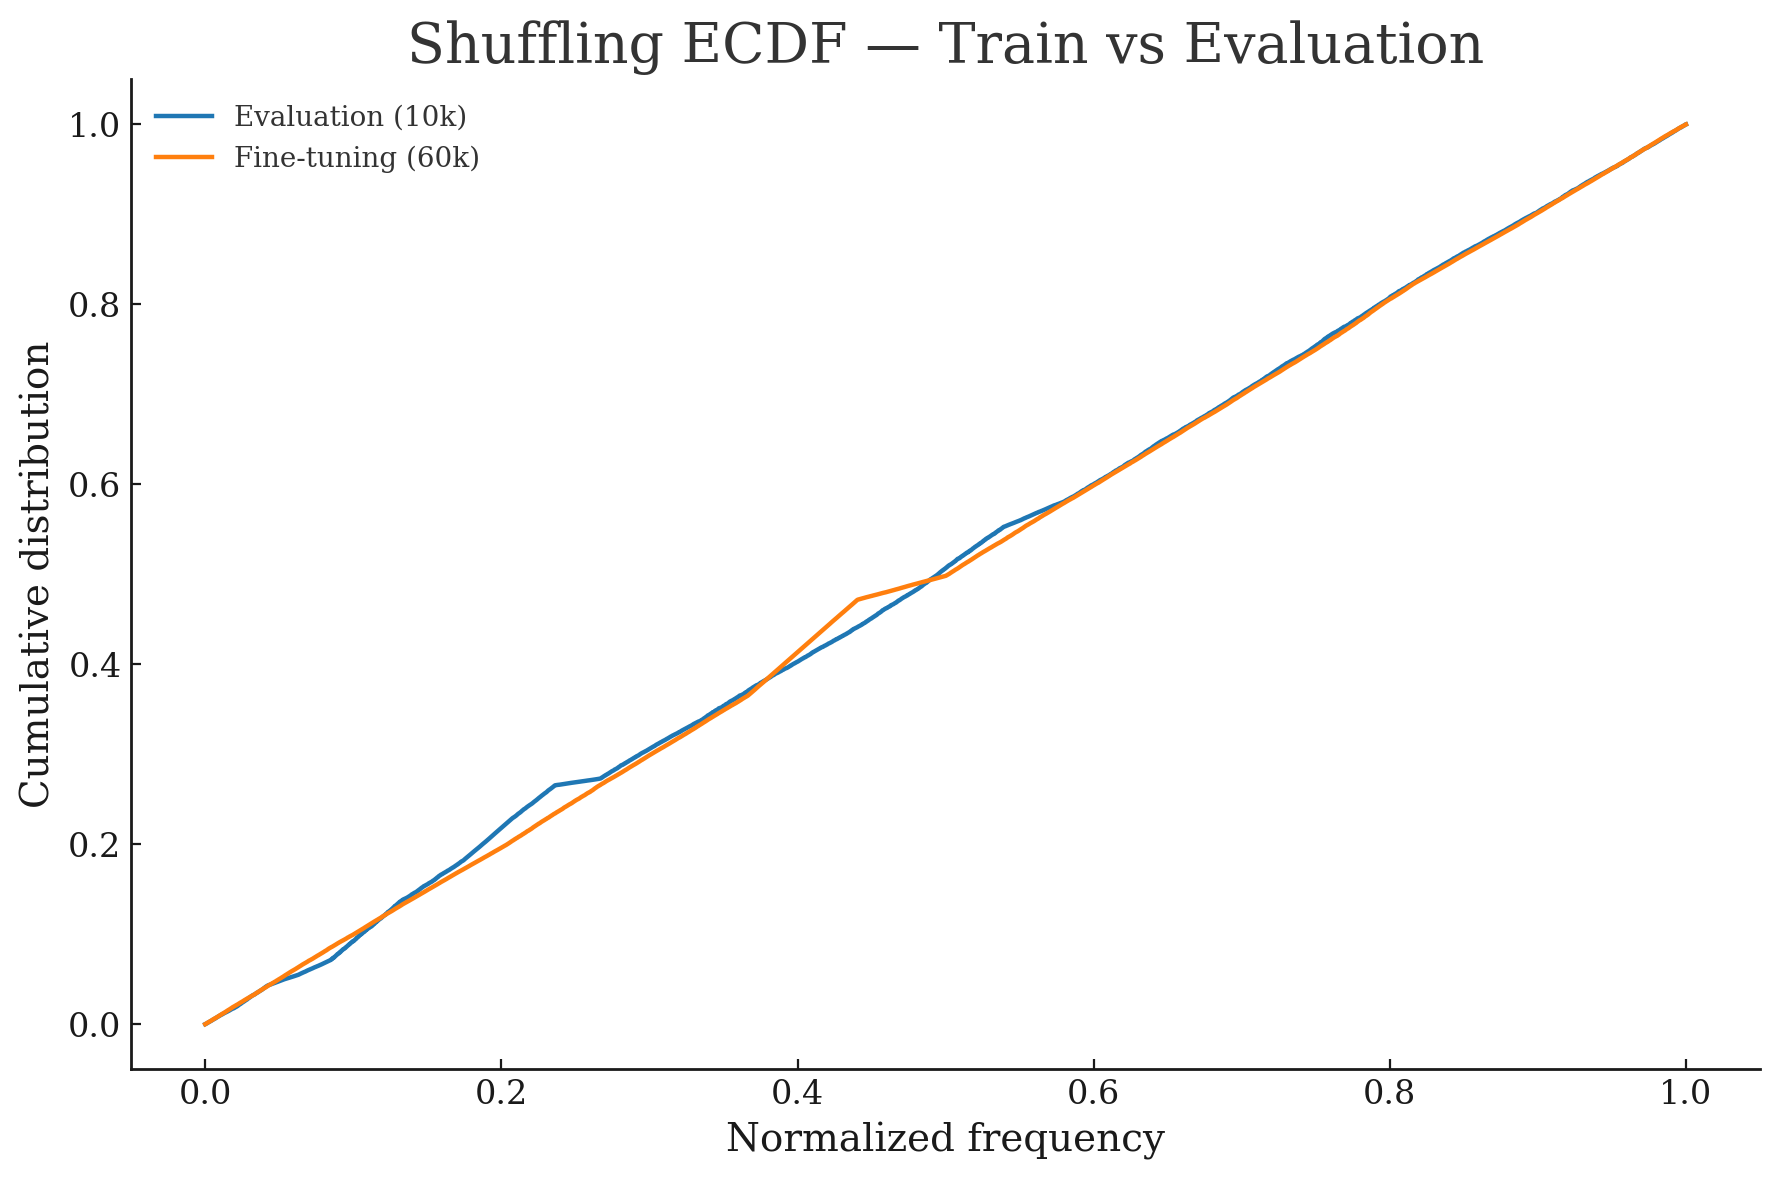 Shuffling ECDF — Train vs Evaluation
Evaluation (10k)
Fine-tuning (60k)
Cumulative distribution
1.0
0.8
0.6
0.4
0.2
0.0
0.0 0.2 0.4 0.6 0.8 1.0
Normalized frequency